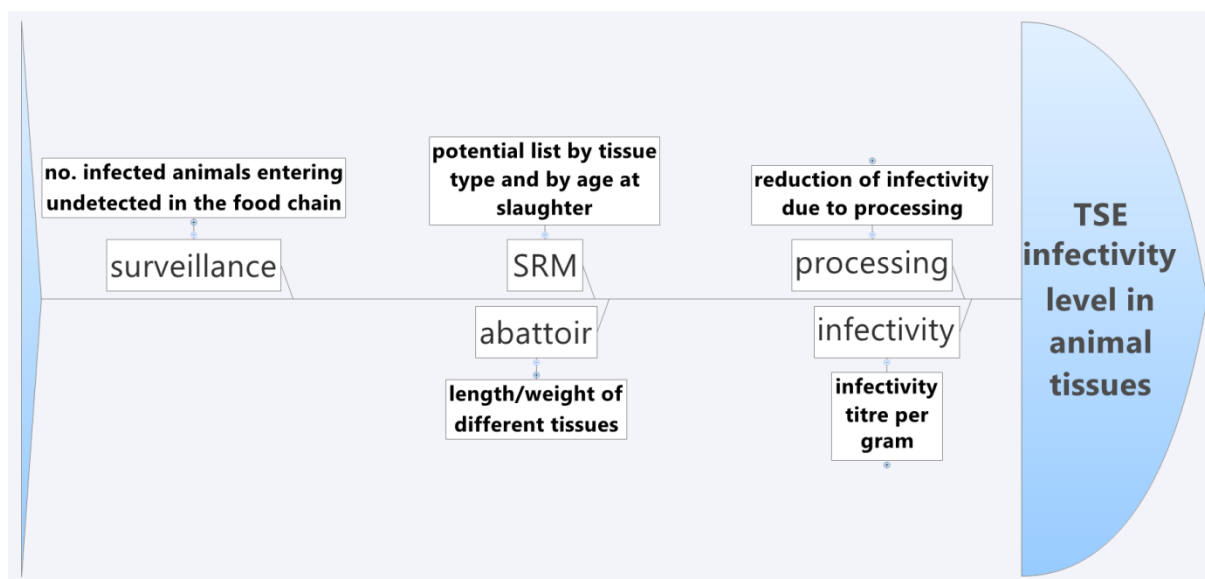 no. infected animals entering
undetected in the food chain
surveillance
potential list by tissue
type and by age at
slaughter
SRM
reduction of infectivity
due to processing
processing
abattoir
length/weight of
different tissues
infectivity
infectivity
titre per
gram
TSE
infectivity
level in
animal
tissues